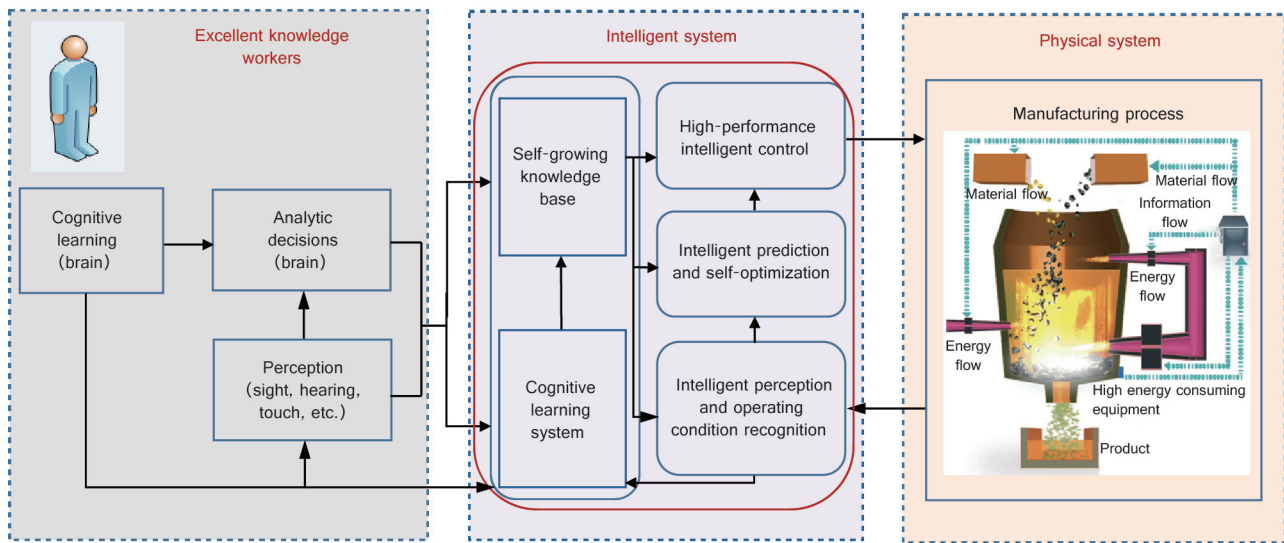 Excellent knowledge
workers
Cognitive
learning
(brain)
Analytic
decisions
(brain)
Perception
(sight, hearing,
touch, etc.)
Intelligent system
Self-growing
knowledge
base
Cognitive
learning
system
High-performance
intelligent control
Intelligent prediction
and self-optimization
Intelligent perception
and operating
condition recognition
Physical system
Manufacturing process
Material flow
Material flow
Information
flow
Energy
flow
Energy
flow
High energy consuming
equipment
Product